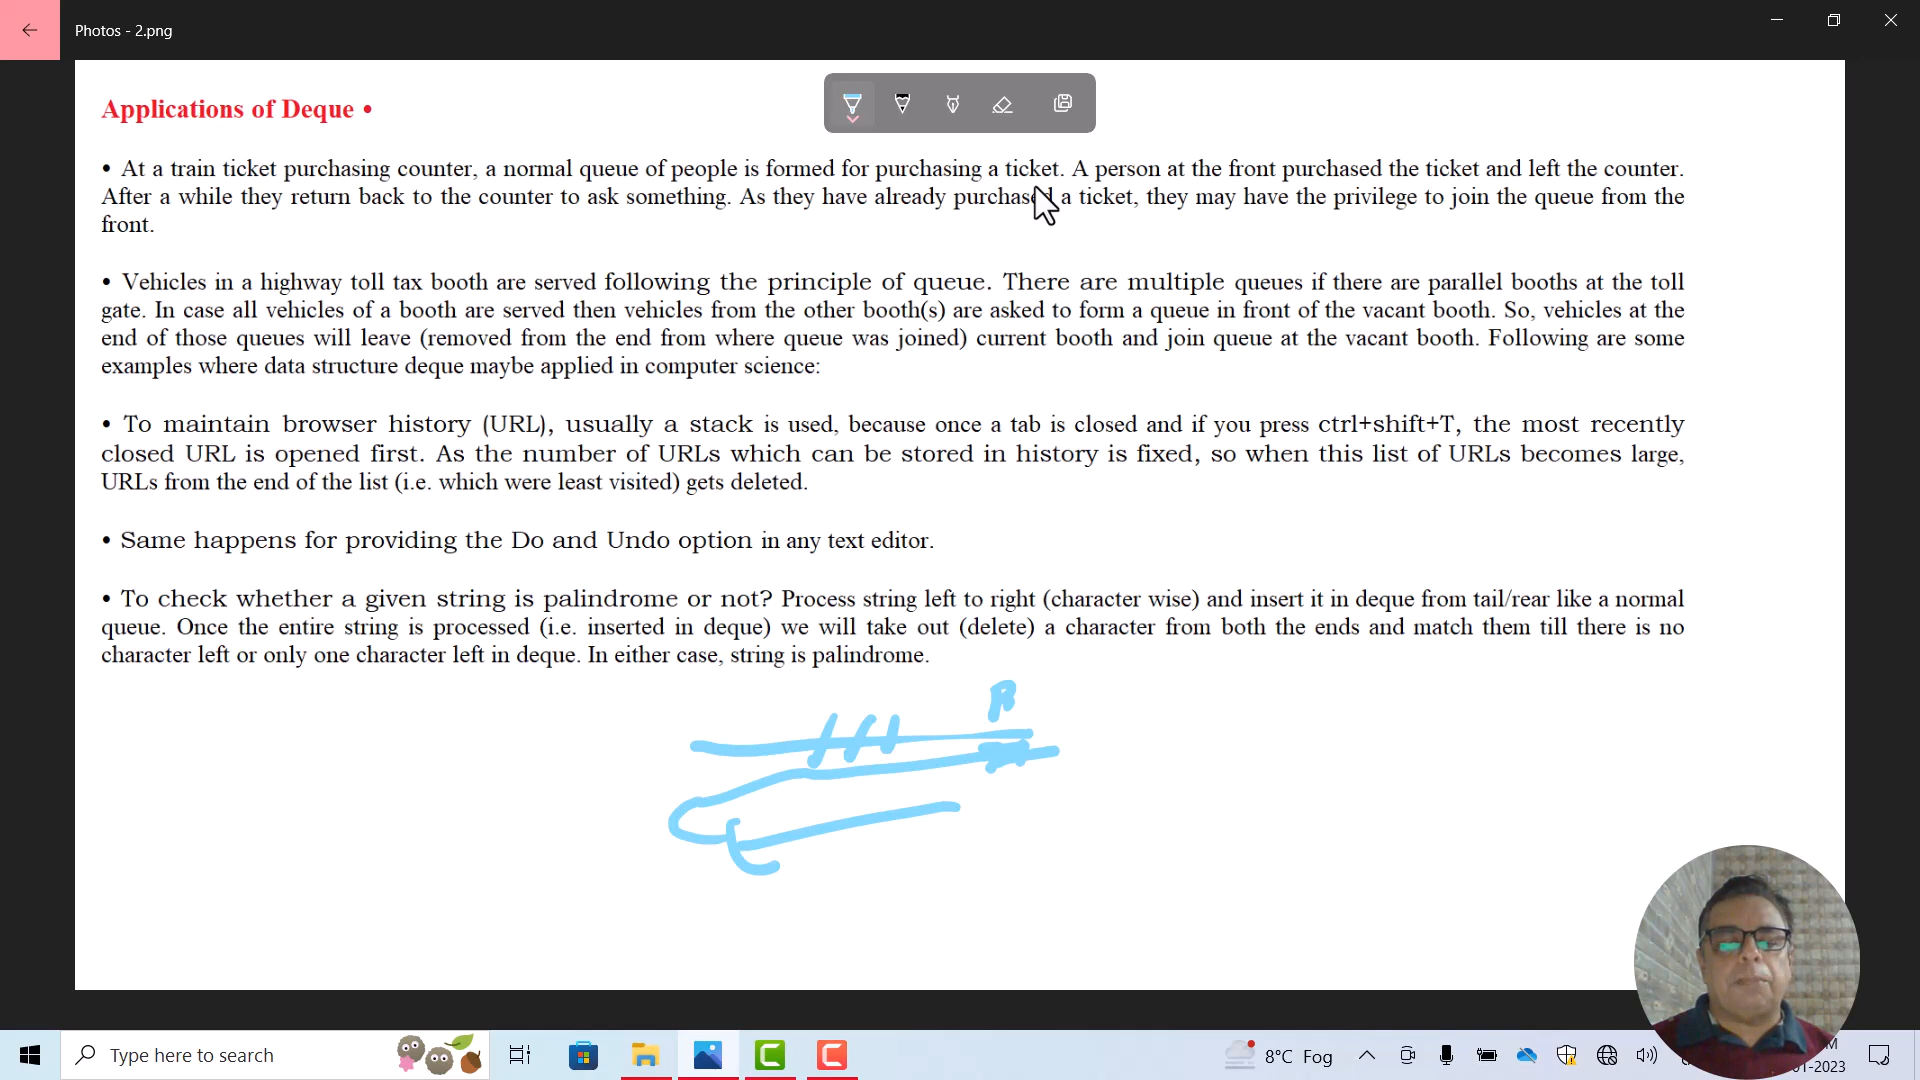 Photos - 2.png
Applications of Deque •
• At a train ticket purchasing counter, a normal queue of people is formed for purchasing a ticket. A person at the front purchased the ticket and left the counter.
After a while they return back to the counter to ask something. As they have already purchased a ticket, they may have the privilege to join the queue from the
front.
• Vehicles in a highway toll tax booth are served following the principle of queue. There are multiple queues if there are parallel booths at the toll
gate. In case all vehicles of a booth are served then vehicles from the other booth(s) are asked to form a queue in front of the vacant booth. So, vehicles at the
end of those queues will leave (removed from the end from where queue was joined) current booth and join queue at the vacant booth. Following are some
examples where data structure deque maybe applied in computer science:
• To maintain browser history (URL), usually a stack is used, because once a tab is closed and if you press ctrl+shift+T, the most recently
closed URL is opened first. As the number of URLs which can be stored in history is fixed, so when this list of URLs becomes large,
URLs from the end of the list (i.e. which were least visited) gets deleted.
• Same happens for providing the Do and Undo option in any text editor.
• To check whether a given string is palindrome or not? Process string left to right (character wise) and insert it in deque from tail/rear like a normal
queue. Once the entire string is processed (i.e. inserted in deque) we will take out (delete) a character from both the ends and match them till there is no
character left or only one character left in deque. In either case, string is palindrome.
R
Type here to search
8°C Fog
-2023